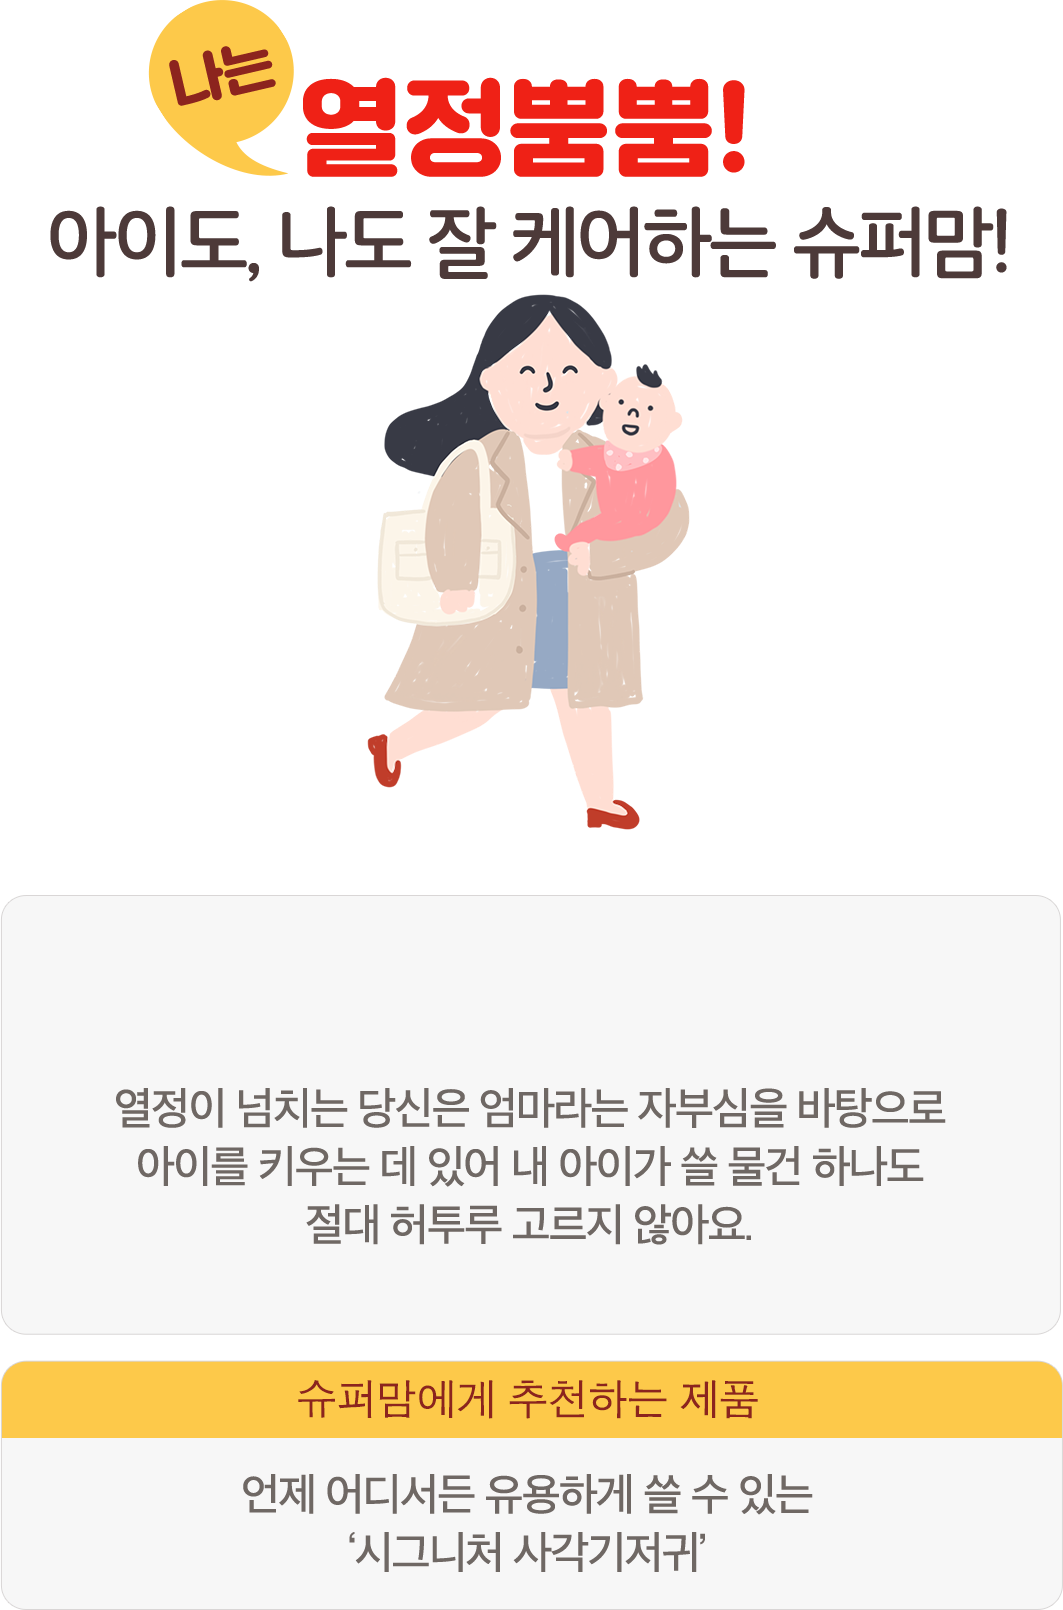 나는
열정뿜뿜!
아이도, 나도 잘 케어하는 슈퍼맘!
열정이 넘치는 당신은 엄마라는 자부심을 바탕으로
아이를 키우는 데 있어 내 아이가 쓸 물건 하나도
절대 허투루 고르지 않아요.
슈퍼맘에게 추천하는 제품
언제 어디서든 유용하게 쓸 수 있는
‘시그니처 사각기저귀’